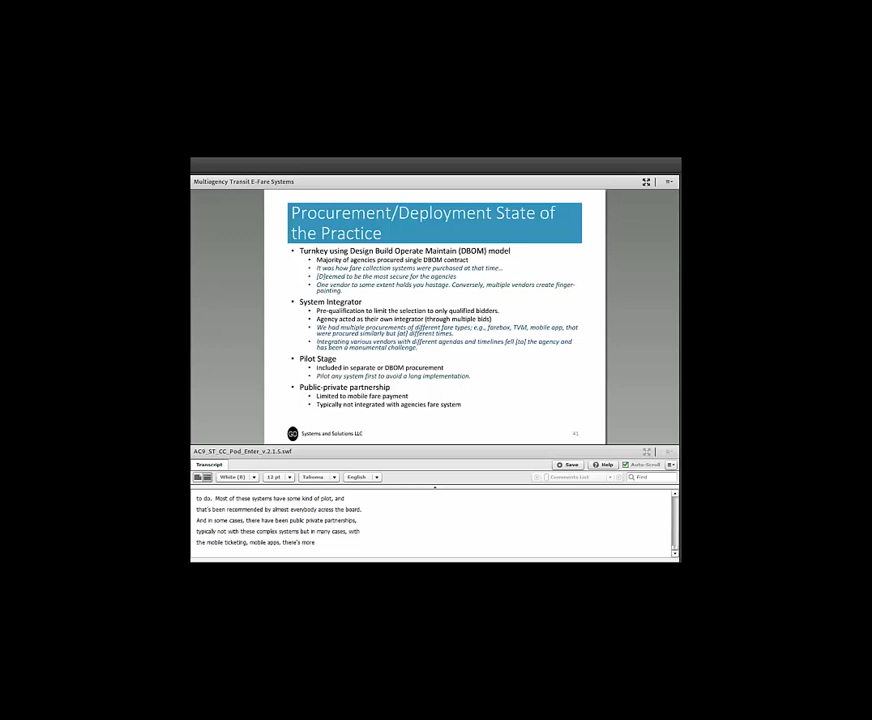 Multiagency Transit E-Fare Systems
Procurement/Deployment State of
the Practice
• Turnkey using Design Build Operate Maintain (DBOM) model
• Majority of agencies procured single DBOM contract
• It was how fare collection systems were purchased at that time...
• [D]eemed to be the most secure for the agencies
• One vendor to some extent holds you hostage. Conversely, multiple vendors create finger-
pointing.
• System Integrator
• Pre-qualification to limit the selection to only qualified bidders.
• Agency acted as their own integrator (through multiple bids)
• We had multiple procurements of different fare types; e.g., farebox, TVM, mobile app, that
were procured similarly but [at] different times.
• Integrating various vendors with different agendas and timelines fell [to] the agency and
has been a monumental challenge.
• Pilot Stage
• Included in separate or DBOM procurement
• Pilot any system first to avoid a long implementation.
• Public-private partnership
• Limited to mobile fare payment
• Typically not integrated with agencies fare system
GO Systems and Solutions LLC
41
AC9_ST_CC_Pod_Enter_v.2.1.5.swf
Transcript
Save
Help
Auto-Scroll
White (B)
12 pt
Tahoma
English
Comments List
Find
to do. Most of these systems have some kind of pilot, and
that's been recommended by almost everybody across the board.
And in some cases, there have been public private partnerships,
typically not with these complex systems but in many cases, with
the mobile ticketing, mobile apps, there's more